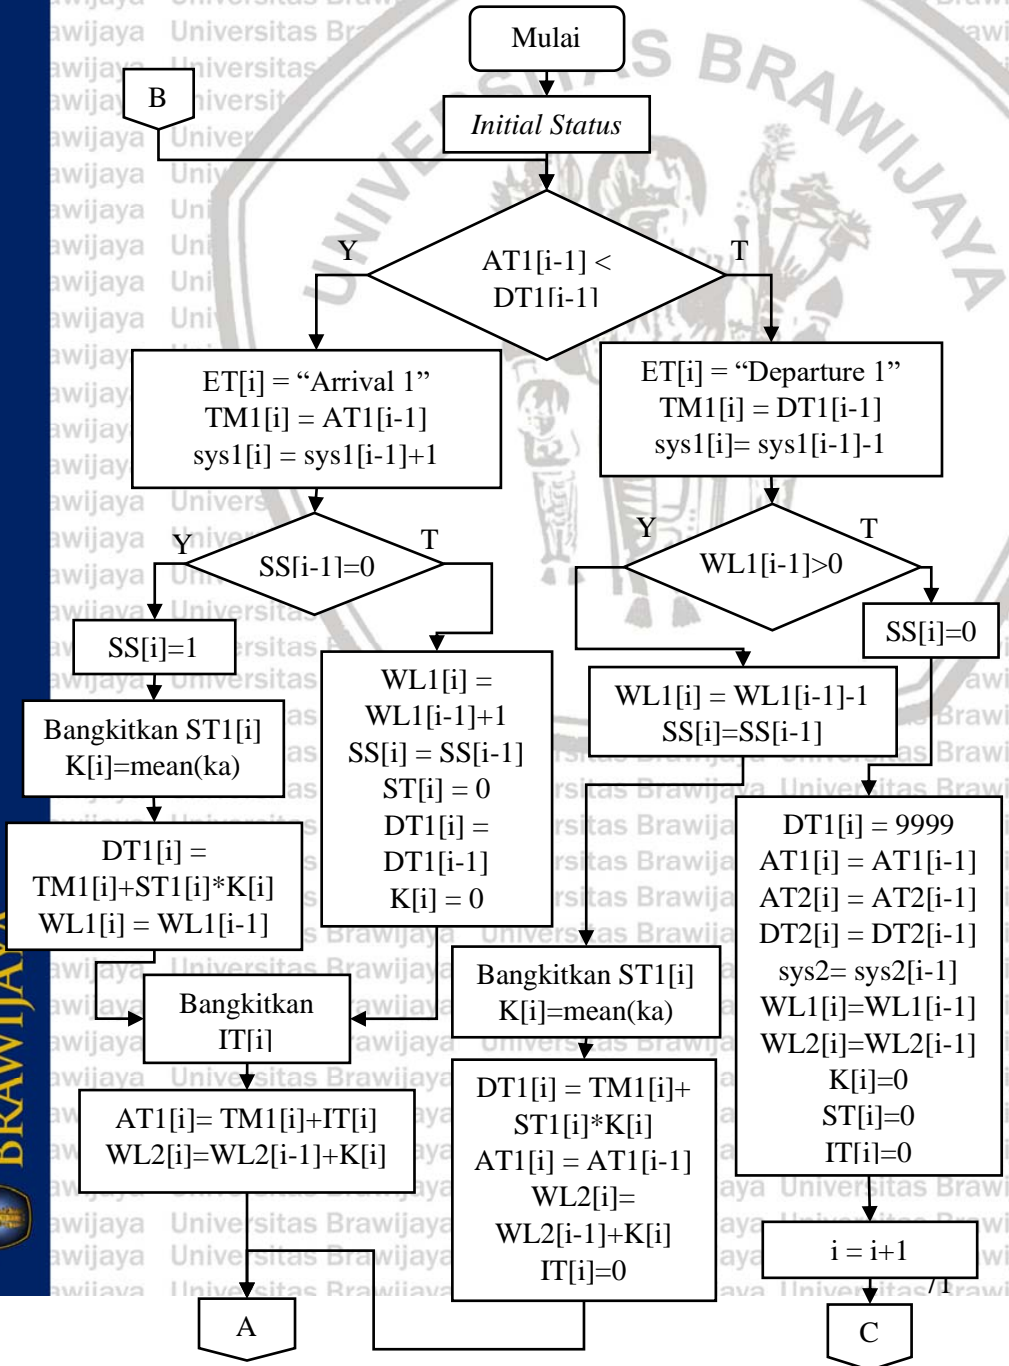 Mulai
B
Initial Status
AT1[i-1] <
DT1[i-1]
Y
T
ET[i] = “Arrival 1”
TM1[i] = AT1[i-1]
sys1[i] = sys1[i-1]+1
ET[i] = “Departure 1”
TM1[i] = DT1[i-1]
sys1[i]= sys1[i-1]-1
Y
T
SS[i-1]=0
Y
T
WL1[i-1]>0
SS[i]=1
SS[i]=0
WL1[i] =
WL1[i-1]+1
SS[i] = SS[i-1]
ST[i] = 0
DT1[i] =
DT1[i-1]
K[i] = 0
WL1[i] = WL1[i-1]-1
SS[i]=SS[i-1]
Bangkitkan ST1[i]
K[i]=mean(ka)
DT1[i] =
TM1[i]+ST1[i]*K[i]
WL1[i] = WL1[i-1]
DT1[i] = 9999
AT1[i] = AT1[i-1]
AT2[i] = AT2[i-1]
DT2[i] = DT2[i-1]
sys2= sys2[i-1]
WL1[i]=WL1[i-1]
WL2[i]=WL2[i-1]
K[i]=0
ST[i]=0
IT[i]=0
Bangkitkan
IT[i]
Bangkitkan ST1[i]
K[i]=mean(ka)
AT1[i]= TM1[i]+IT[i]
WL2[i]=WL2[i-1]+K[i]
DT1[i] = TM1[i]+
ST1[i]*K[i]
AT1[i] = AT1[i-1]
WL2[i]=
WL2[i-1]+K[i]
IT[i]=0
i = i+1
A
C
UNIVERSITAS BRAWIJAYA
BRAWIJAYA
Universitas Brawijaya